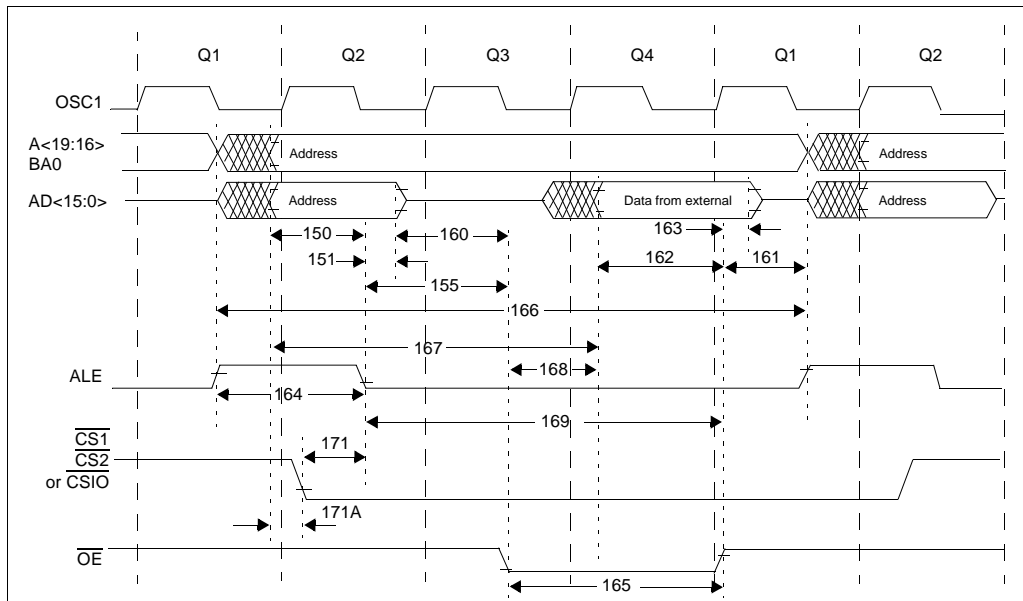 Q1 Q2 Q3 Q4 Q1 Q2
OSC1
A<19:16>
BA0
Address
Address
AD<15:0>
Address
Data from external
Address
150
160
163
151
162
161
155
166
167
ALE
168
164
169
CS1
CS2
or CSIO
171
171A
OE
165